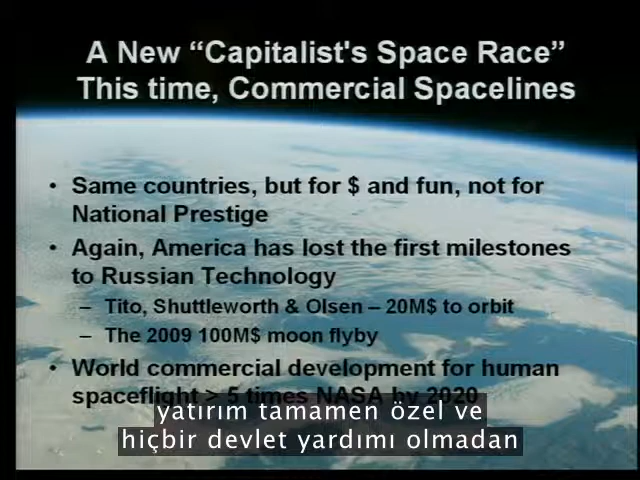 A New “Capitalist's Space Race”
This time, Commercial Spacelines
• Same countries, but for $ and fun, not for
National Prestige
• Again, America has lost the first milestones
to Russian Technology
– Tito, Shuttleworth & Olsen – 20M$ to orbit
– The 2009 100M$ moon flyby
• World commercial development for human
spaceflight > 5 times NASA by 2020
yatırım tamamen özel ve
hiçbir devlet yardımı olmadan